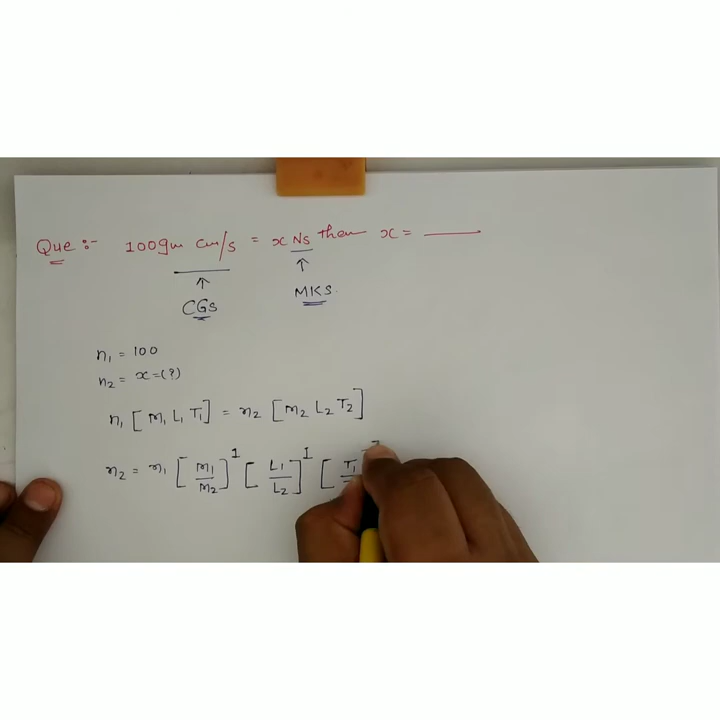 Que :- 100gm cm/s = x Ns then x = ____
↑ ↑
CGS MKS.
n₁ = 100
n₂ = x=(?)
n₁ [ M₁ L₁ T₁ ] = n₂ [ M₂ L₂ T₂ ]
n₂ = n₁ [ M₁/M₂ ]¹ [ L₁/L₂ ]¹ [ T₁